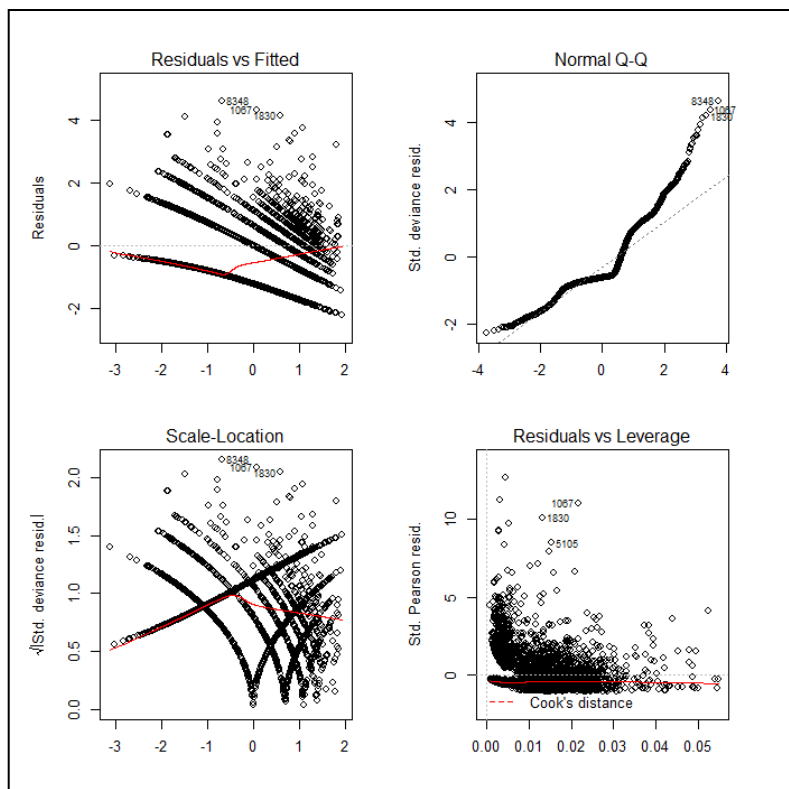 Residuals vs Fitted
Residuals
4
2
0
-2
8348
1067
1830
-3 -2 -1 0 1 2
Normal Q-Q
Std. deviance resid.
4
2
0
-2
8348
1067
1830
-4 -2 0 2 4
Scale-Location
√|Std. deviance resid.|
2.0
1.5
1.0
0.5
0.0
8348
1067
1830
-3 -2 -1 0 1 2
Residuals vs Leverage
Std. Pearson resid.
10
5
0
1067
1830
5105
Cook's distance
0.00 0.01 0.02 0.03 0.04 0.05